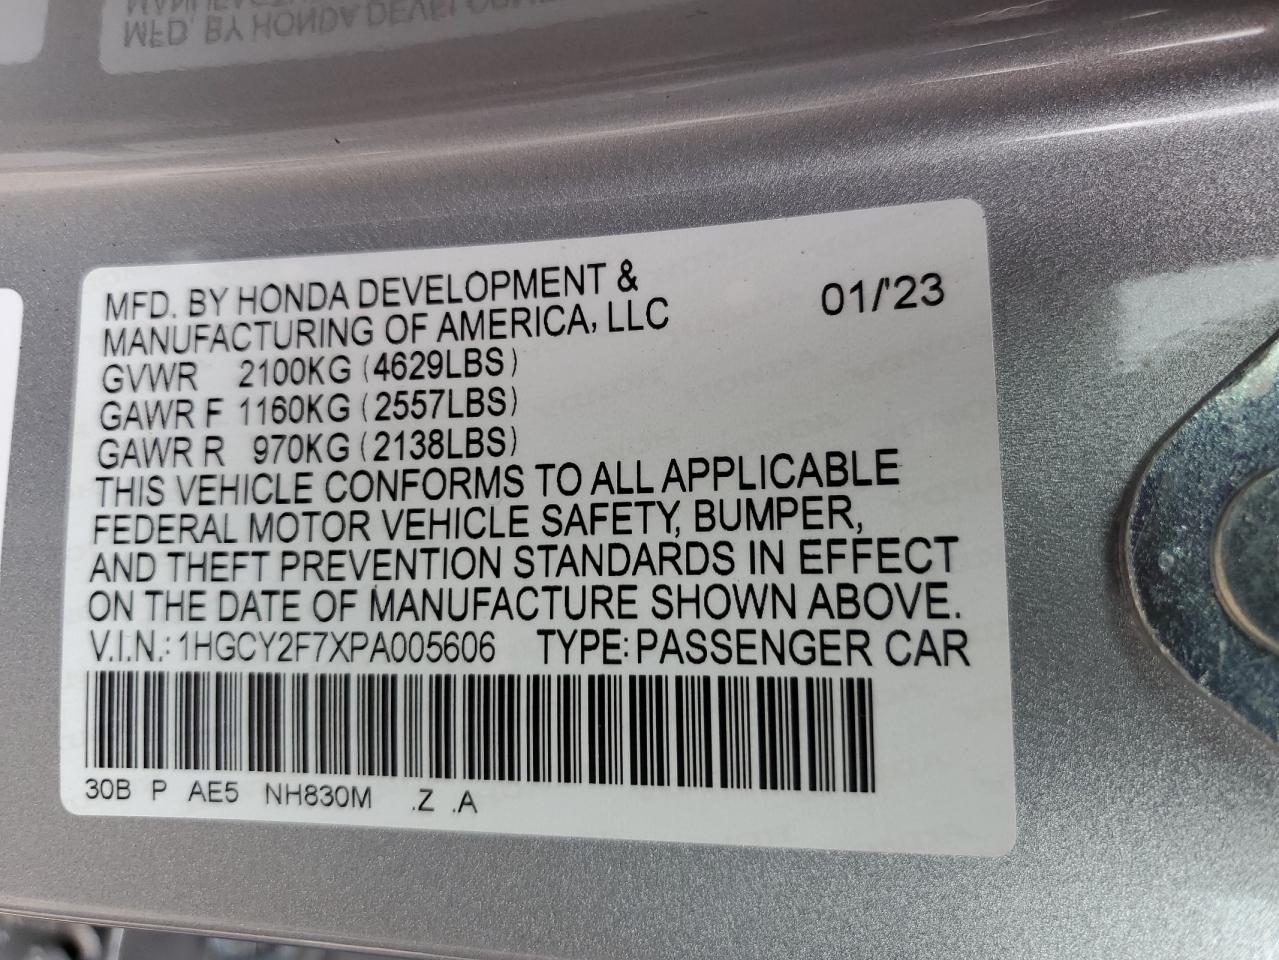 MFD. BY HONDA DEVELOPMENT &
MANUFACTURING OF AMERICA, LLC 01/'23
GVWR 2100KG (4629LBS)
GAWR F 1160KG (2557LBS)
GAWR R 970KG (2138LBS)
THIS VEHICLE CONFORMS TO ALL APPLICABLE
FEDERAL MOTOR VEHICLE SAFETY, BUMPER,
AND THEFT PREVENTION STANDARDS IN EFFECT
ON THE DATE OF MANUFACTURE SHOWN ABOVE.
V.I.N.: 1HGCY2F7XPA005606 TYPE: PASSENGER CAR
30B P AE5 NH830M .Z .A